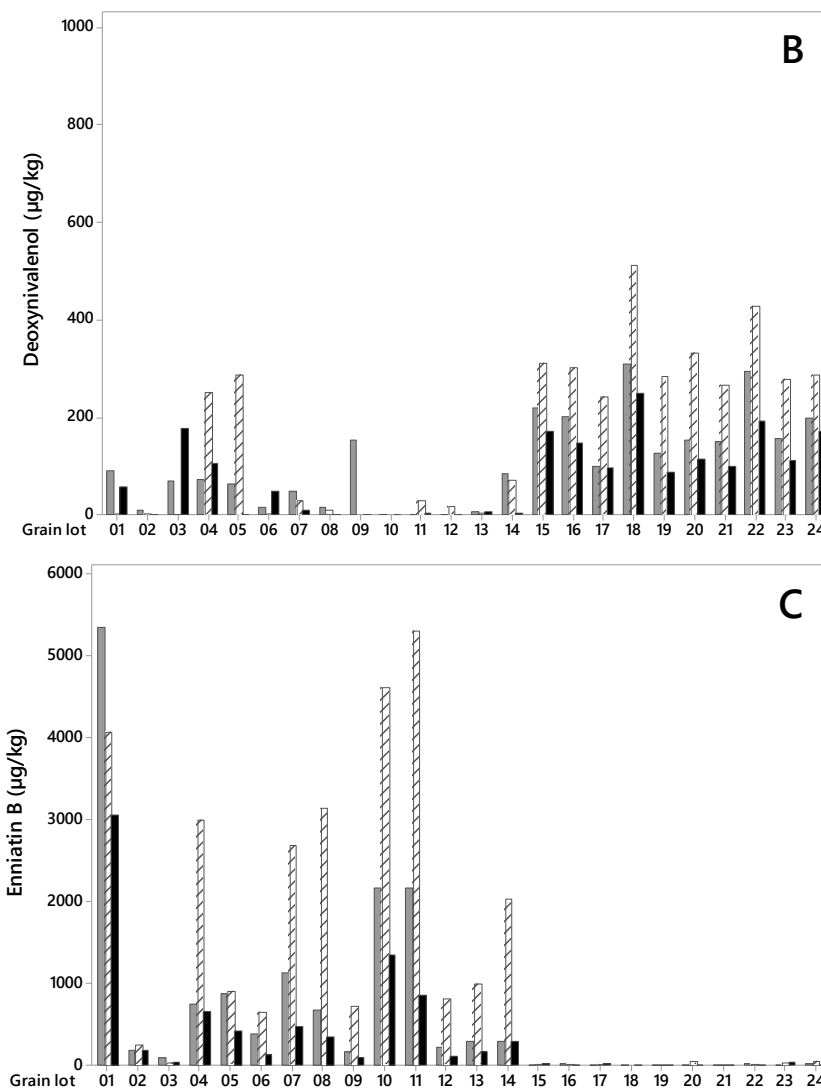 B
1000
800
600
400
200
0
Deoxynivalenol (µg/kg)
Grain lot 01 02 03 04 05 06 07 08 09 10 11 12 13 14 15 16 17 18 19 20 21 22 23 24
C
6000
5000
4000
3000
2000
1000
0
Enniatin B (µg/kg)
Grain lot 01 02 03 04 05 06 07 08 09 10 11 12 13 14 15 16 17 18 19 20 21 22 23 24